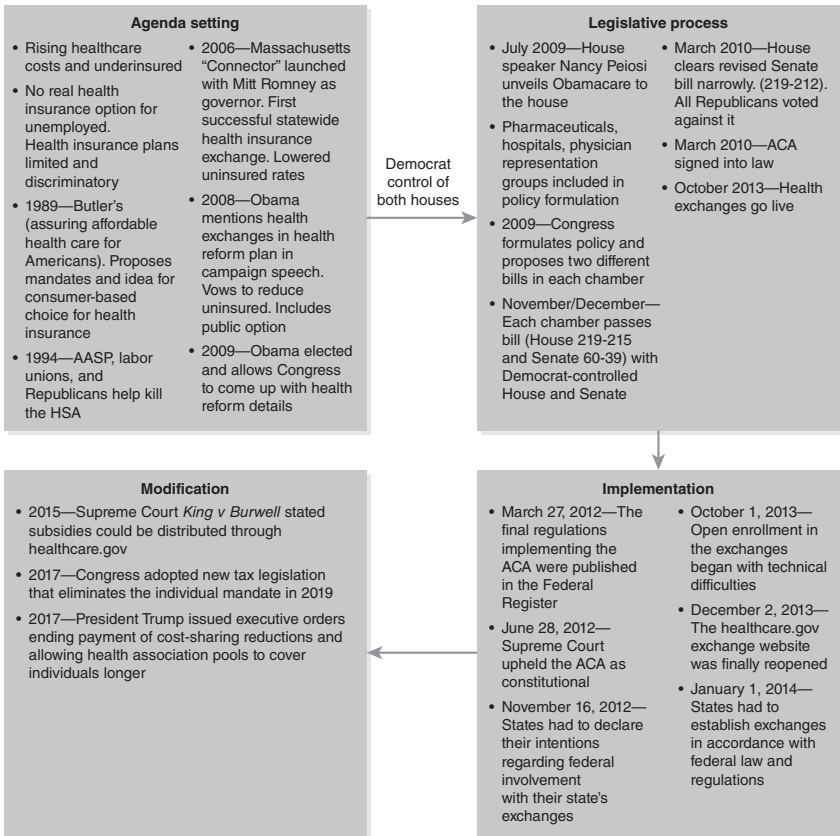 Agenda setting
• Rising healthcare
costs and underinsured
• No real health
insurance option for
unemployed.
Health insurance plans
limited and
discriminatory
• 1989—Butler's
(assuring affordable
health care for
Americans). Proposes
mandates and idea for
consumer-based
choice for health
insurance
• 1994—AASP, labor
unions, and
Republicans help kill
the HSA
• 2006—Massachusetts
“Connector” launched
with Mitt Romney as
governor. First
successful statewide
health insurance
exchange. Lowered
uninsured rates
• 2008—Obama
mentions health
exchanges in health
reform plan in
campaign speech.
Vows to reduce
uninsured. Includes
public option
• 2009—Obama elected
and allows Congress
to come up with health
reform details
Democrat
control of
both houses
Legislative process
• July 2009—House
speaker Nancy Peiosi
unveils Obamacare to
the house
• Pharmaceuticals,
hospitals, physician
representation
groups included in
policy formulation
• 2009—Congress
formulates policy and
proposes two different
bills in each chamber
• November/December—
Each chamber passes
bill (House 219-215
and Senate 60-39) with
Democrat-controlled
House and Senate
• March 2010—House
clears revised Senate
bill narrowly. (219-212).
All Republicans voted
against it
• March 2010—ACA
signed into law
• October 2013—Health
exchanges go live
Modification
• 2015—Supreme Court King v Burwell stated
subsidies could be distributed through
healthcare.gov
• 2017—Congress adopted new tax legislation
that eliminates the individual mandate in 2019
• 2017—President Trump issued executive orders
ending payment of cost-sharing reductions and
allowing health association pools to cover
individuals longer
Implementation
• March 27, 2012—The
final regulations
implementing the
ACA were published
in the Federal
Register
• June 28, 2012—
Supreme Court
upheld the ACA as
constitutional
• November 16, 2012—
States had to declare
their intentions
regarding federal
involvement
with their state's
exchanges
• October 1, 2013—
Open enrollment in
the exchanges
began with technical
difficulties
• December 2, 2013—
The healthcare.gov
exchange website
was finally reopened
• January 1, 2014—
States had to
establish exchanges
in accordance with
federal law and
regulations